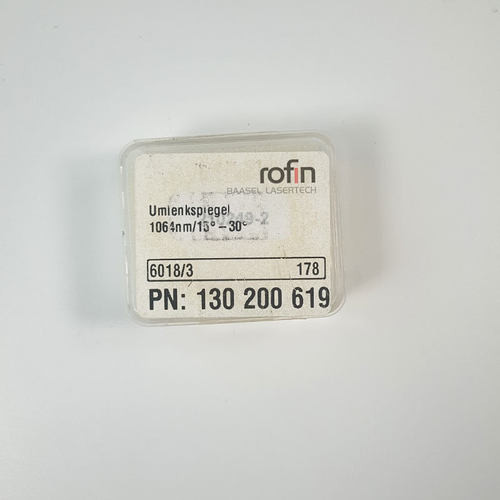 rofin
BAASEL LASERTECH
Umlenkspiegel
1064nm/15°–30°
6018/3 178
PN: 130 200 619